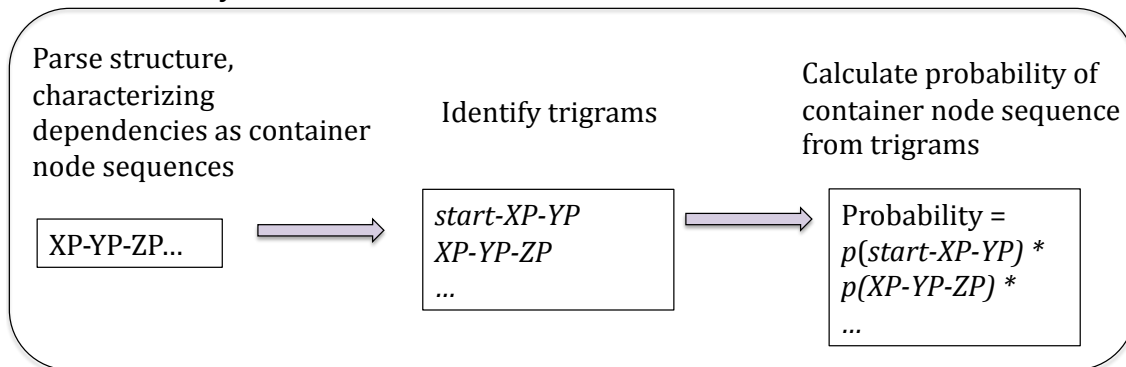 Parse structure,
characterizing
dependencies as container
node sequences
XP-YP-ZP…
Identify trigrams
start-XP-YP
XP-YP-ZP
…
Calculate probability of
container node sequence
from trigrams
Probability =
p(start-XP-YP) *
p(XP-YP-ZP) *
…